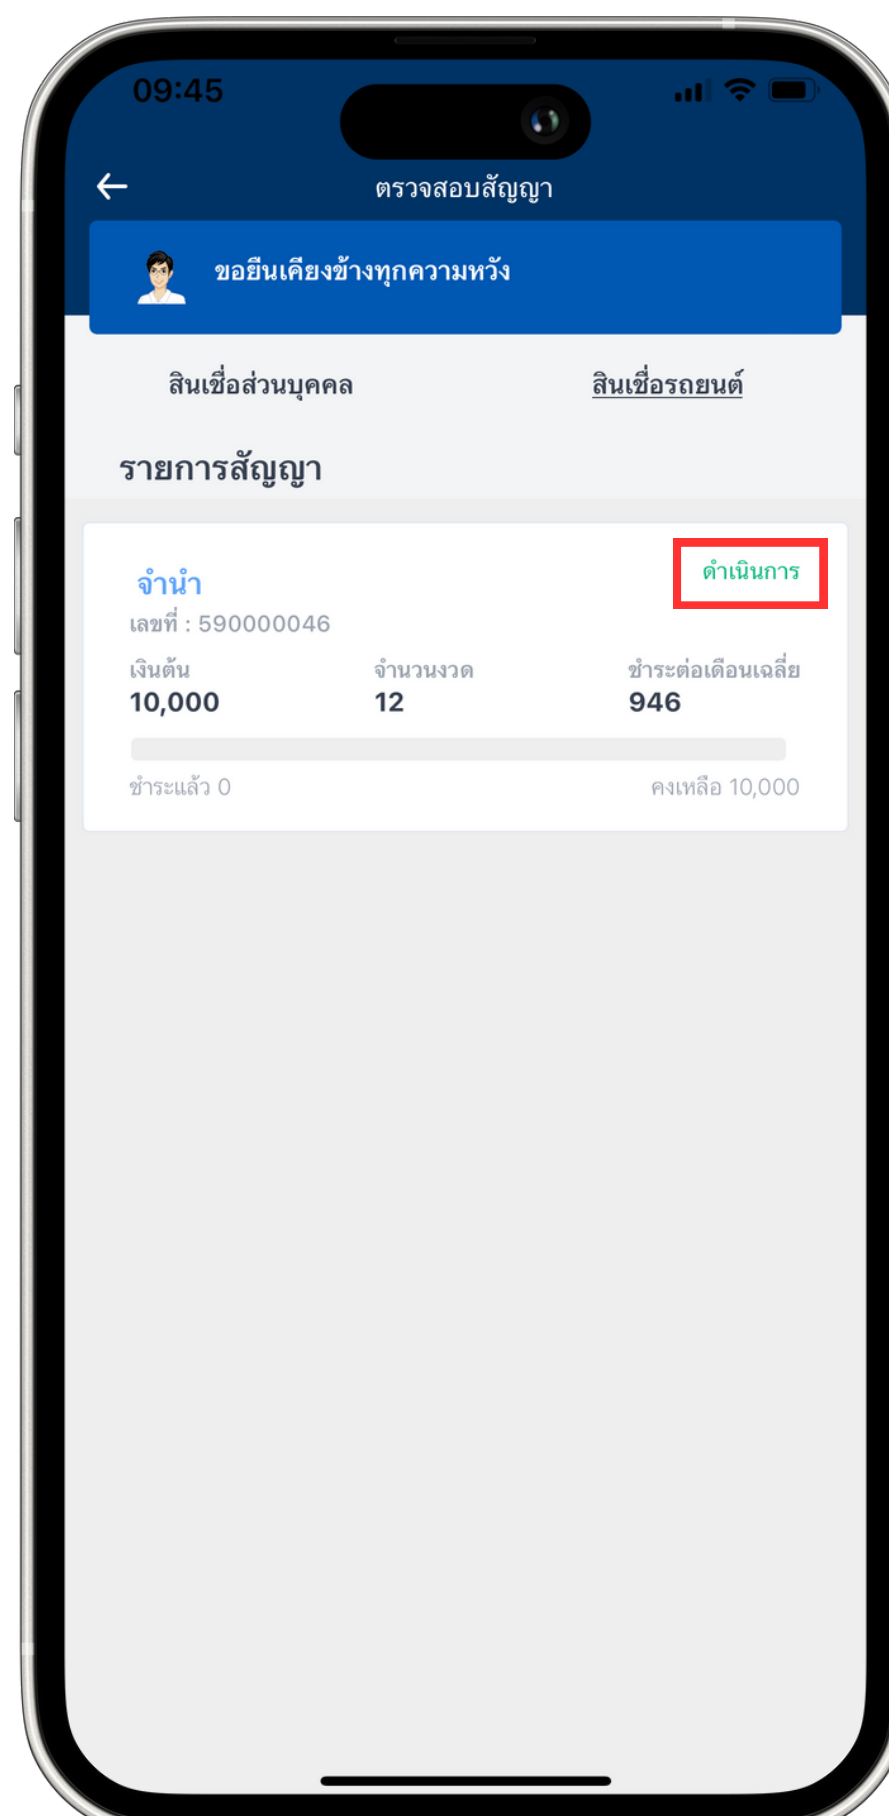 09:45
ตรวจสอบสัญญา
ขอยืนเคียงข้างทุกความหวัง
สินเชื่อส่วนบุคคล สินเชื่อรถยนต์
รายการสัญญา
จำนำ ดำเนินการ
เลขที่ : 590000046
เงินต้น จำนวนงวด ชำระต่อเดือนเฉลี่ย
10,000 12 946
ชำระแล้ว 0 คงเหลือ 10,000